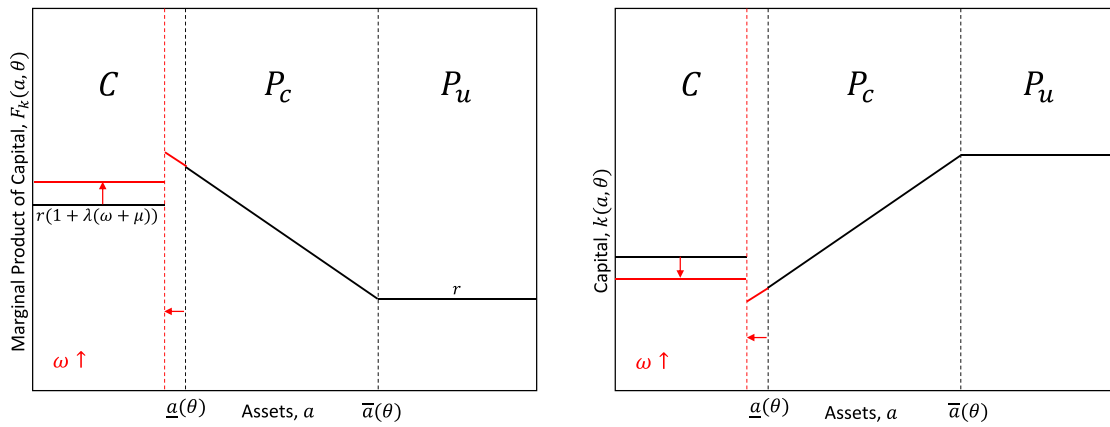 Marginal Product of Capital, F_k(a, θ)
C
P_c
P_u
r(1 + λ(ω + μ))
r
ω ↑
a̲(θ)
Assets, a
a̅(θ)
Capital, k(a, θ)
C
P_c
P_u
ω ↑
a̲(θ)
Assets, a
a̅(θ)